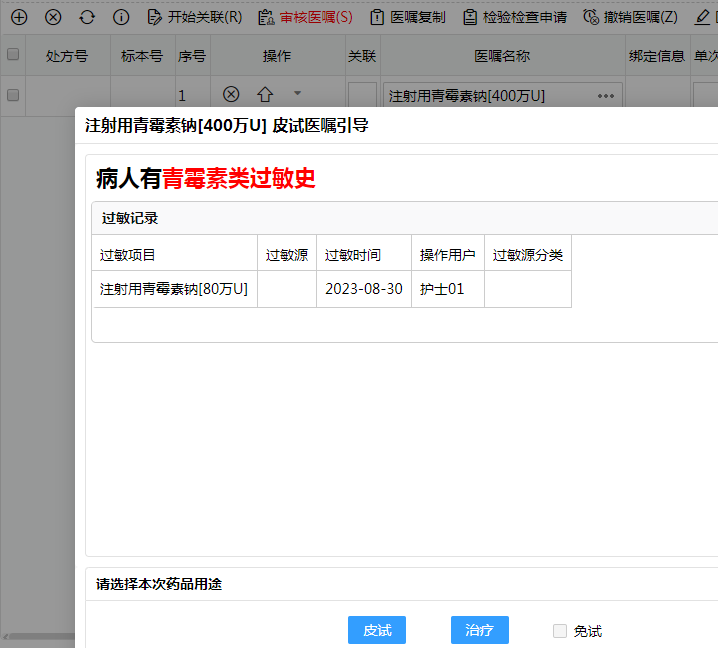 开始关联(R) 审核医嘱(S) 医嘱复制 检验检查申请 撤销医嘱(Z)
处方号 标本号 序号 操作 关联 医嘱名称 绑定信息 单次
1 注射用青霉素钠[400万U]
注射用青霉素钠[400万U] 皮试医嘱引导
病人有青霉素类过敏史
过敏记录
过敏项目 过敏源 过敏时间 操作用户 过敏源分类
注射用青霉素钠[80万U] 2023-08-30 护士01
请选择本次药品用途
皮试 治疗 免试